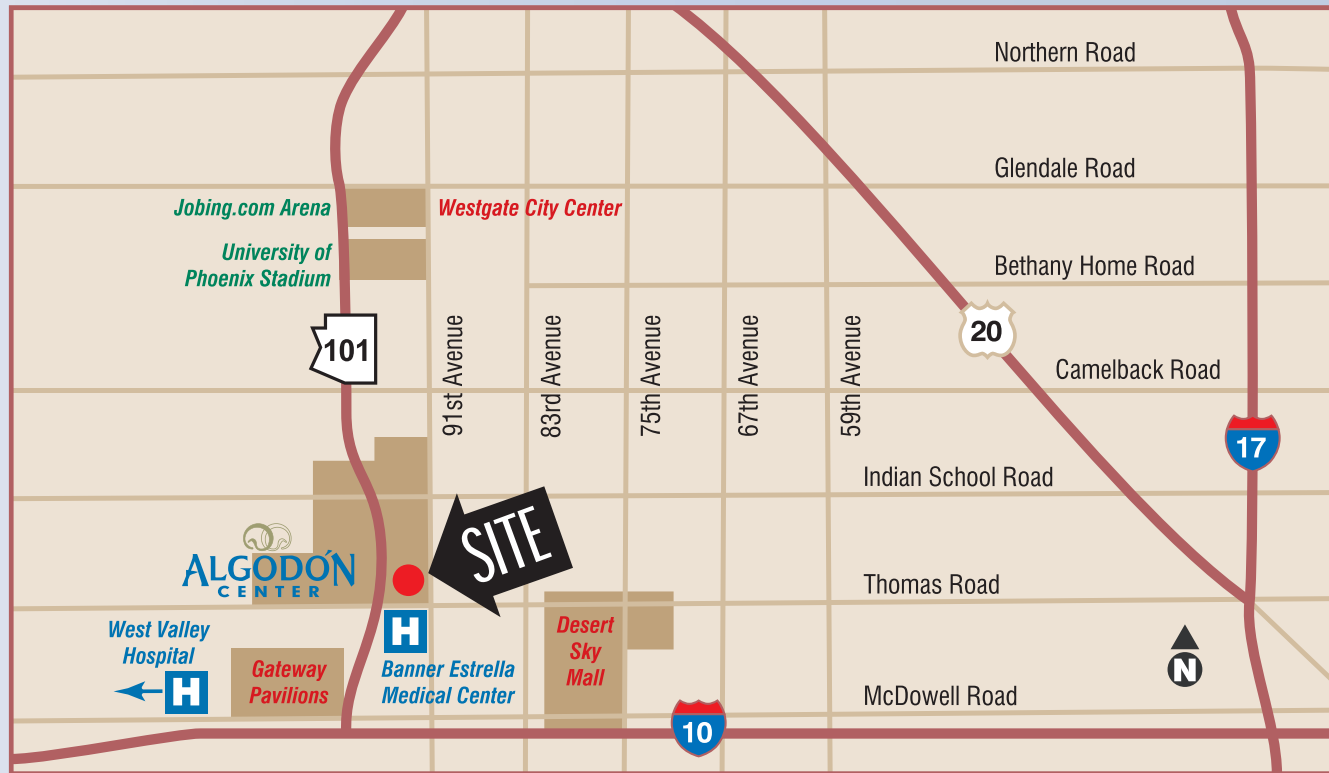 Northern Road
Glendale Road
Jobing.com Arena
Westgate City Center
University of
Phoenix Stadium
Bethany Home Road
101
20
91st Avenue
83rd Avenue
75th Avenue
67th Avenue
59th Avenue
Camelback Road
17
Indian School Road
SITE
ALGODÓN
CENTER
Thomas Road
West Valley
Hospital
H
Gateway
Pavilions
H
Banner Estrella
Medical Center
Desert
Sky
Mall
N
McDowell Road
10